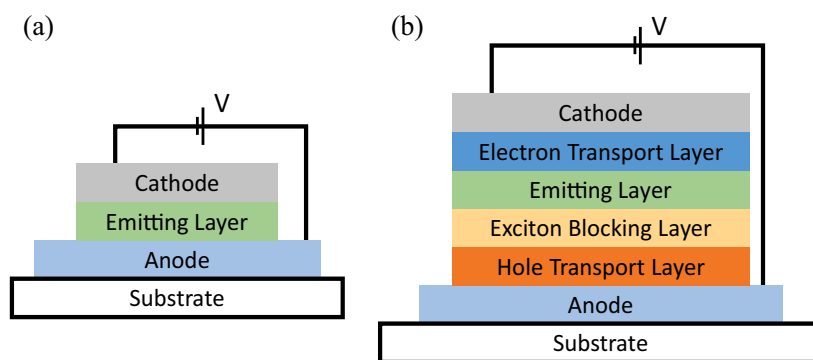 (a)
V
Cathode
Emitting Layer
Anode
Substrate
(b)
V
Cathode
Electron Transport Layer
Emitting Layer
Exciton Blocking Layer
Hole Transport Layer
Anode
Substrate